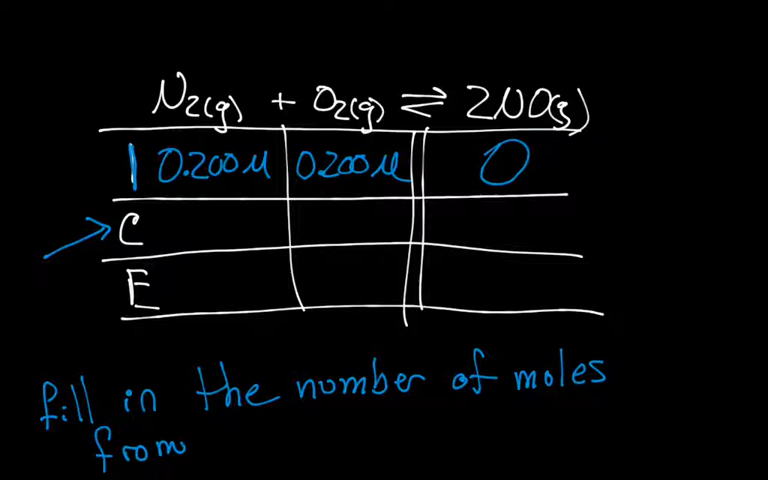 N2(g) + O2(g) ⇌ 2NO(g)
I 0.200M 0.200M 0
C
E
fill in the number of moles
from